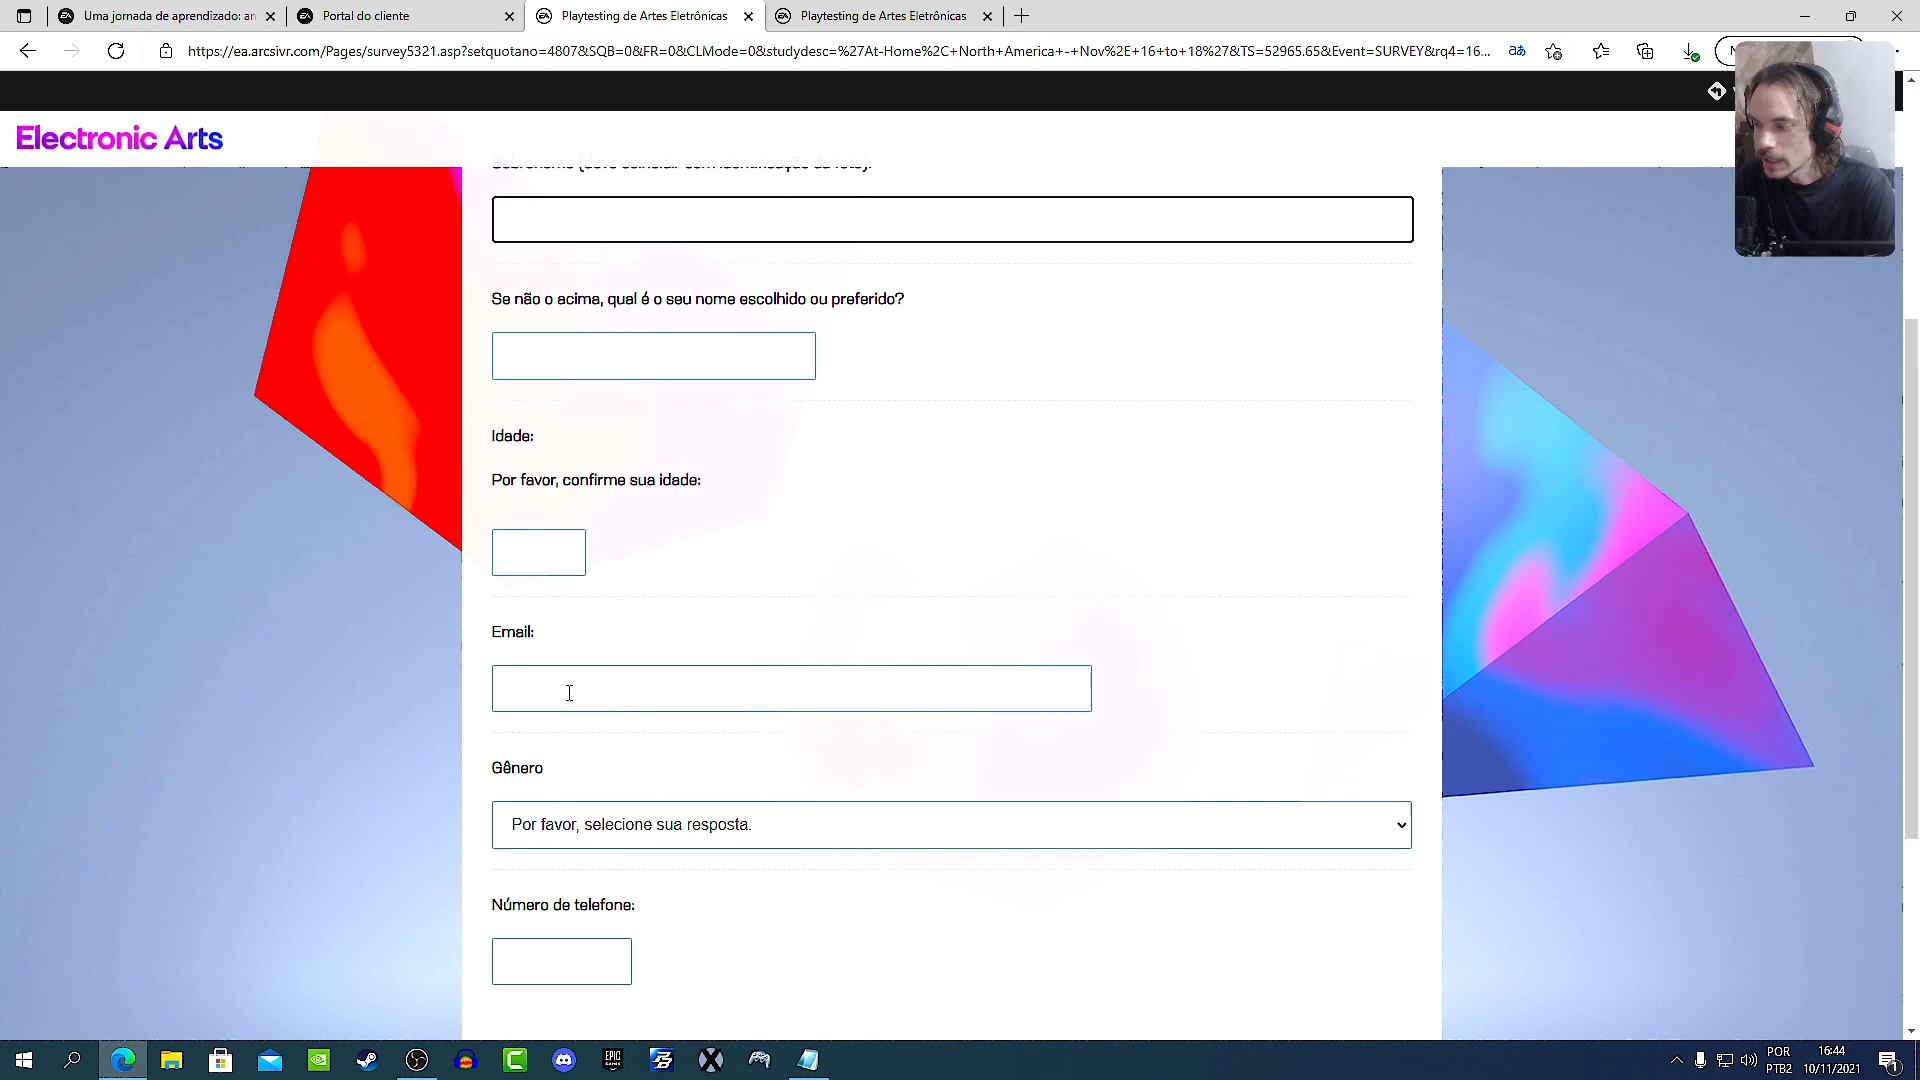 Uma jornada de aprendizado: ar
Portal do cliente
Playtesting de Artes Eletrônicas
Playtesting de Artes Eletrônicas
https://ea.arcsivr.com/Pages/survey5321.asp?setquotano=4807&SQB=0&FR=0&CLMode=0&studydesc=%27At-Home%2C+North+America+-+Nov%2E+16+to+18%27&TS=52965.65&Event=SURVEY&rq4=16...
Electronic Arts
Se não o acima, qual é o seu nome escolhido ou preferido?
Idade:
Por favor, confirme sua idade:
Email:
Gênero
Por favor, selecione sua resposta.
Número de telefone:
POR
PTB2
16:44
10/11/2021